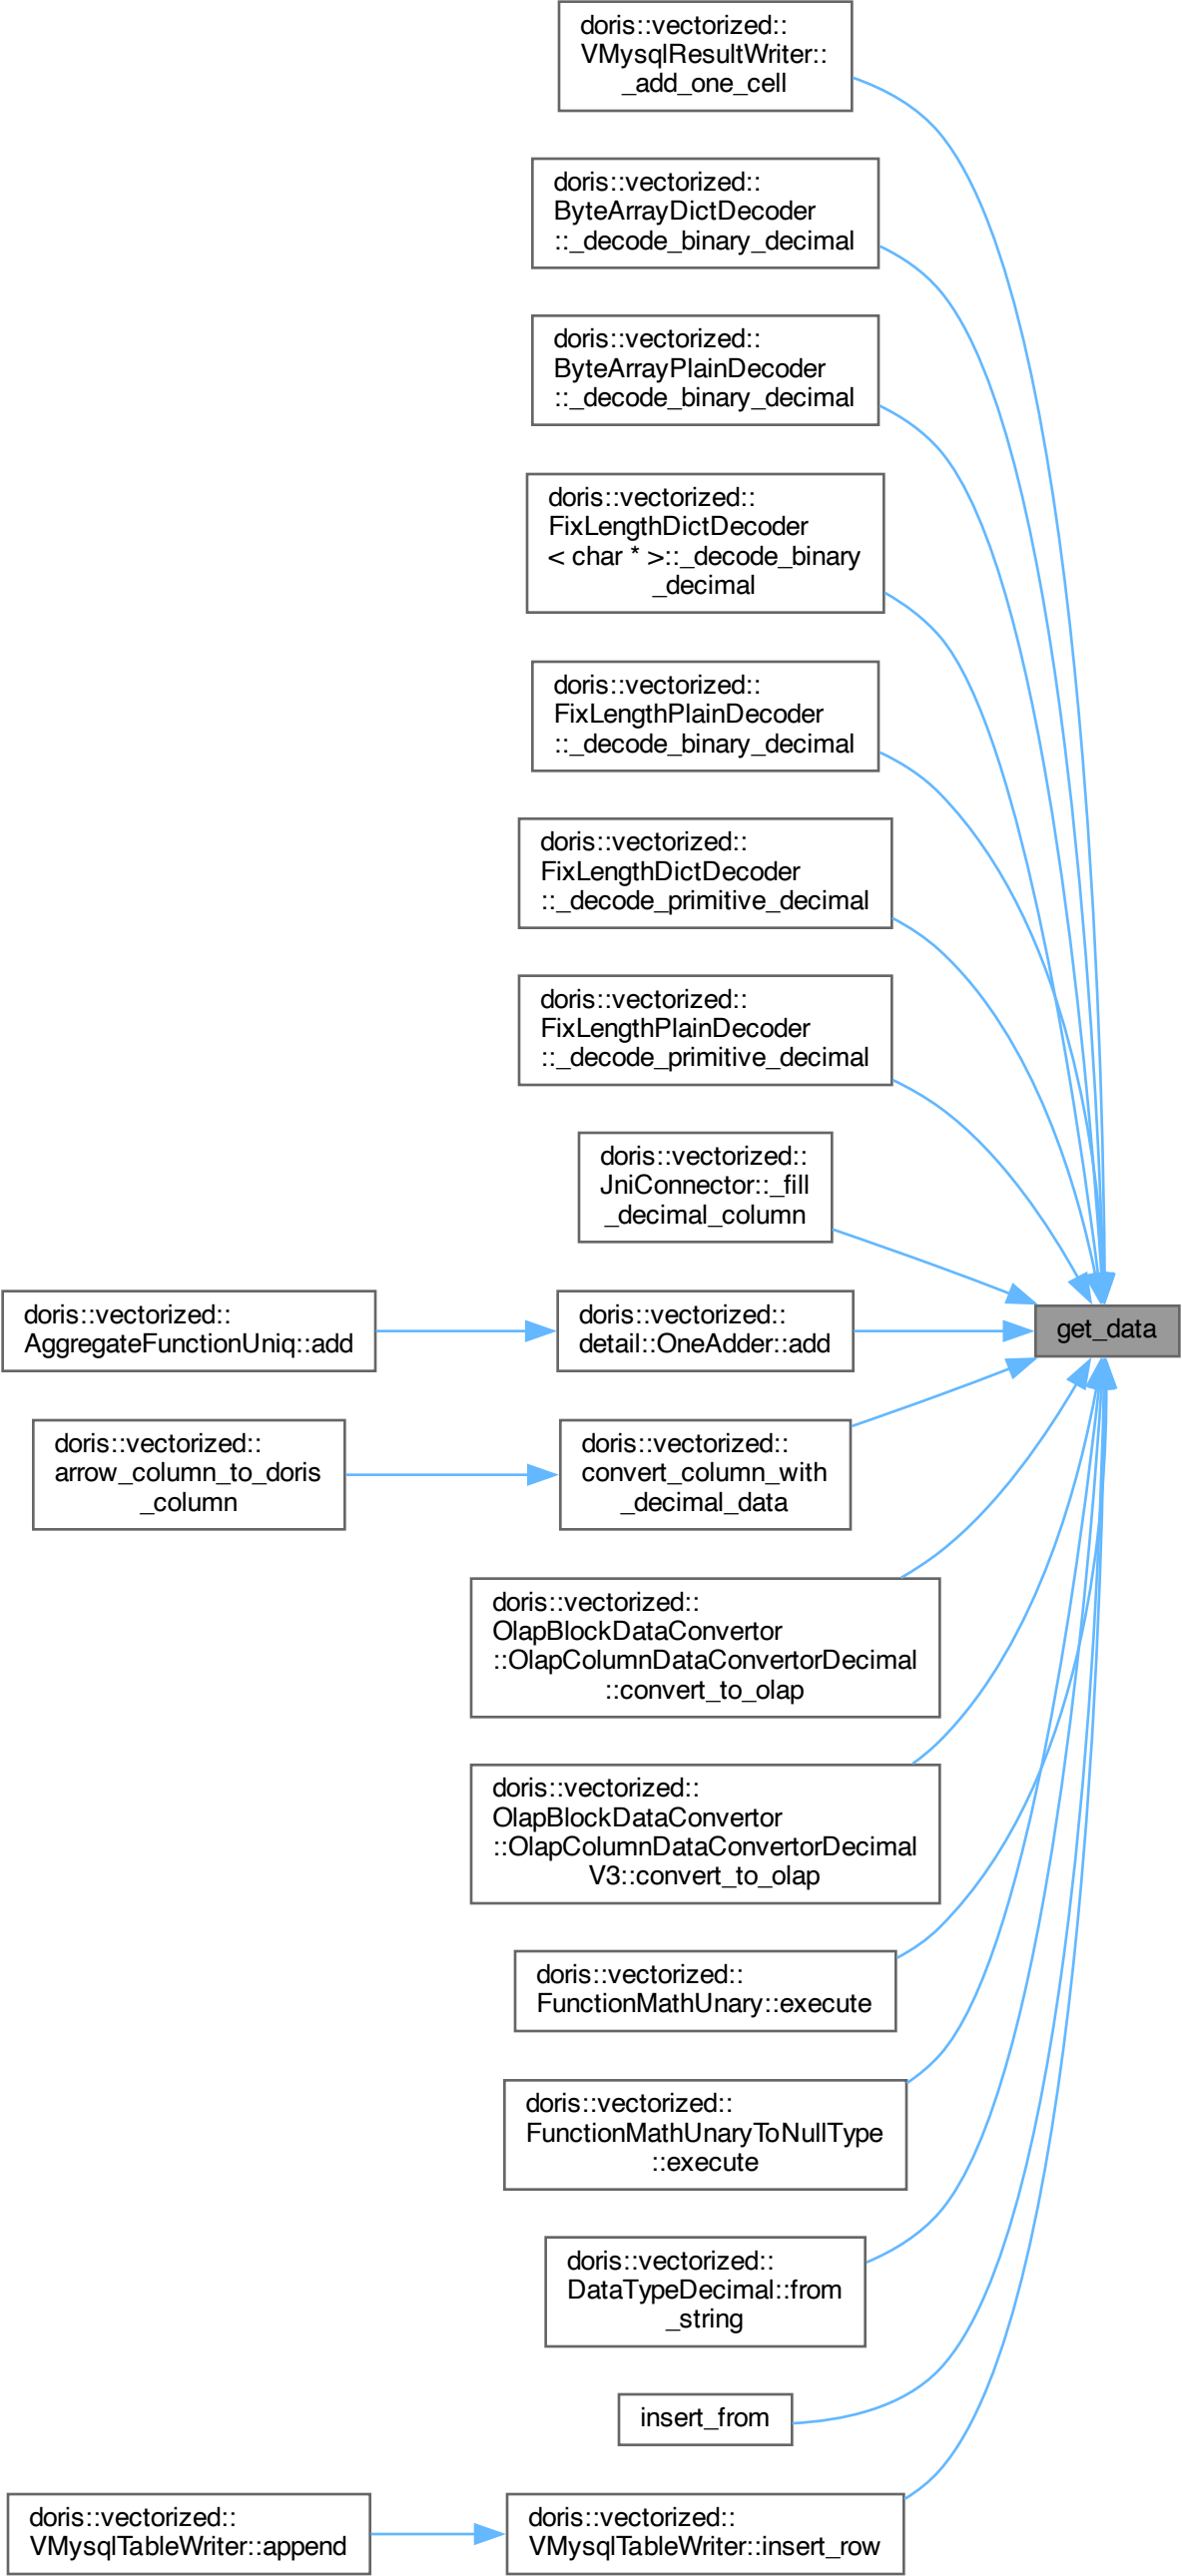 doris::vectorized::
VMysqlResultWriter::
_add_one_cell
doris::vectorized::
ByteArrayDictDecoder
::_decode_binary_decimal
doris::vectorized::
ByteArrayPlainDecoder
::_decode_binary_decimal
doris::vectorized::
FixLengthDictDecoder
< char * >::_decode_binary
_decimal
doris::vectorized::
FixLengthPlainDecoder
::_decode_binary_decimal
doris::vectorized::
FixLengthDictDecoder
::_decode_primitive_decimal
doris::vectorized::
FixLengthPlainDecoder
::_decode_primitive_decimal
doris::vectorized::
JniConnector::_fill
_decimal_column
doris::vectorized::
AggregateFunctionUniq::add
doris::vectorized::
detail::OneAdder::add
get_data
doris::vectorized::
arrow_column_to_doris
_column
doris::vectorized::
convert_column_with
_decimal_data
doris::vectorized::
OlapBlockDataConvertor
::OlapColumnDataConvertorDecimal
::convert_to_olap
doris::vectorized::
OlapBlockDataConvertor
::OlapColumnDataConvertorDecimal
V3::convert_to_olap
doris::vectorized::
FunctionMathUnary::execute
doris::vectorized::
FunctionMathUnaryToNullType
::execute
doris::vectorized::
DataTypeDecimal::from
_string
insert_from
doris::vectorized::
VMysqlTableWriter::append
doris::vectorized::
VMysqlTableWriter::insert_row